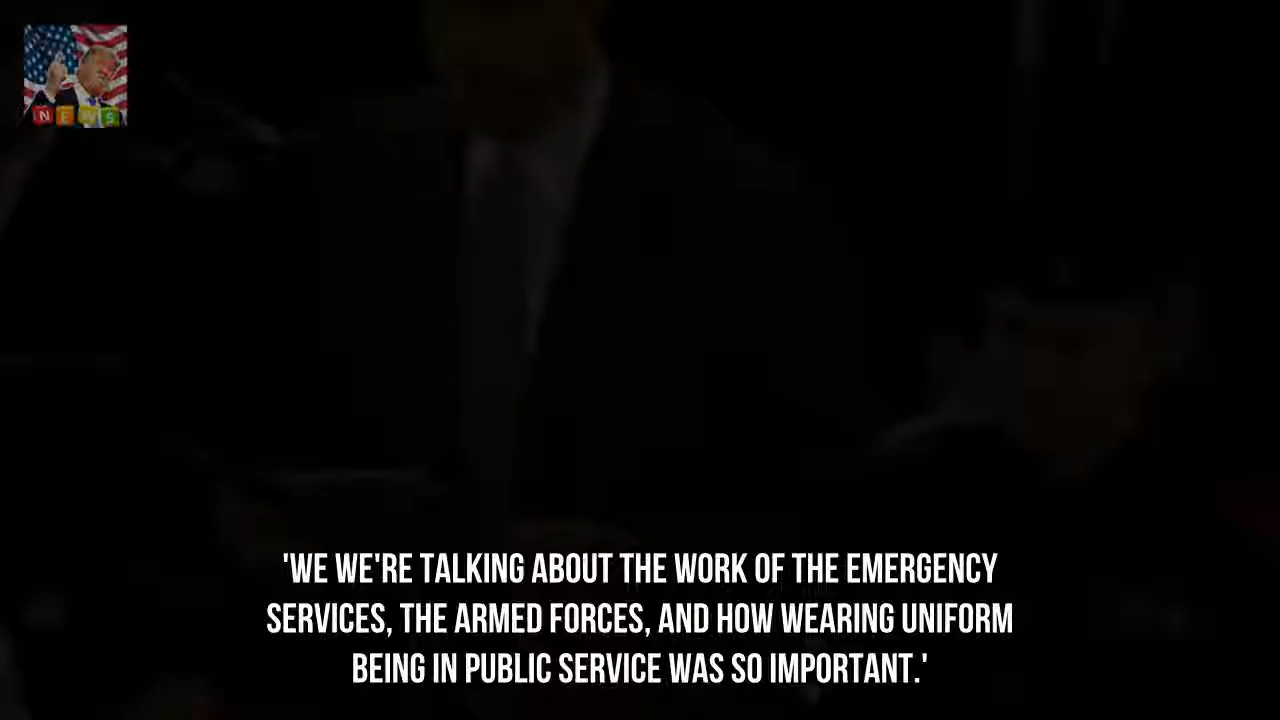 NEWS
'WE WE'RE TALKING ABOUT THE WORK OF THE EMERGENCY
SERVICES, THE ARMED FORCES, AND HOW WEARING UNIFORM
BEING IN PUBLIC SERVICE WAS SO IMPORTANT.'